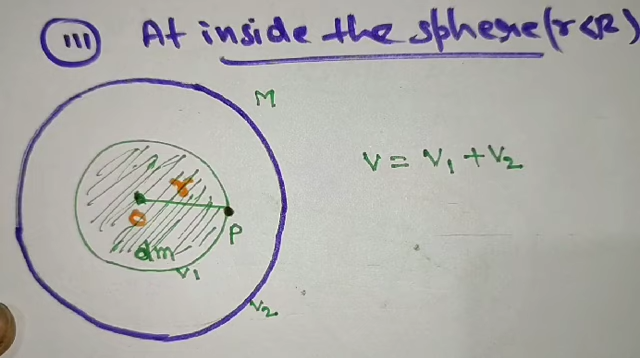 (iii) At inside the sphere (r<R)
M
V = V₁ + V₂
r
O
P
dm
V₁
V₂